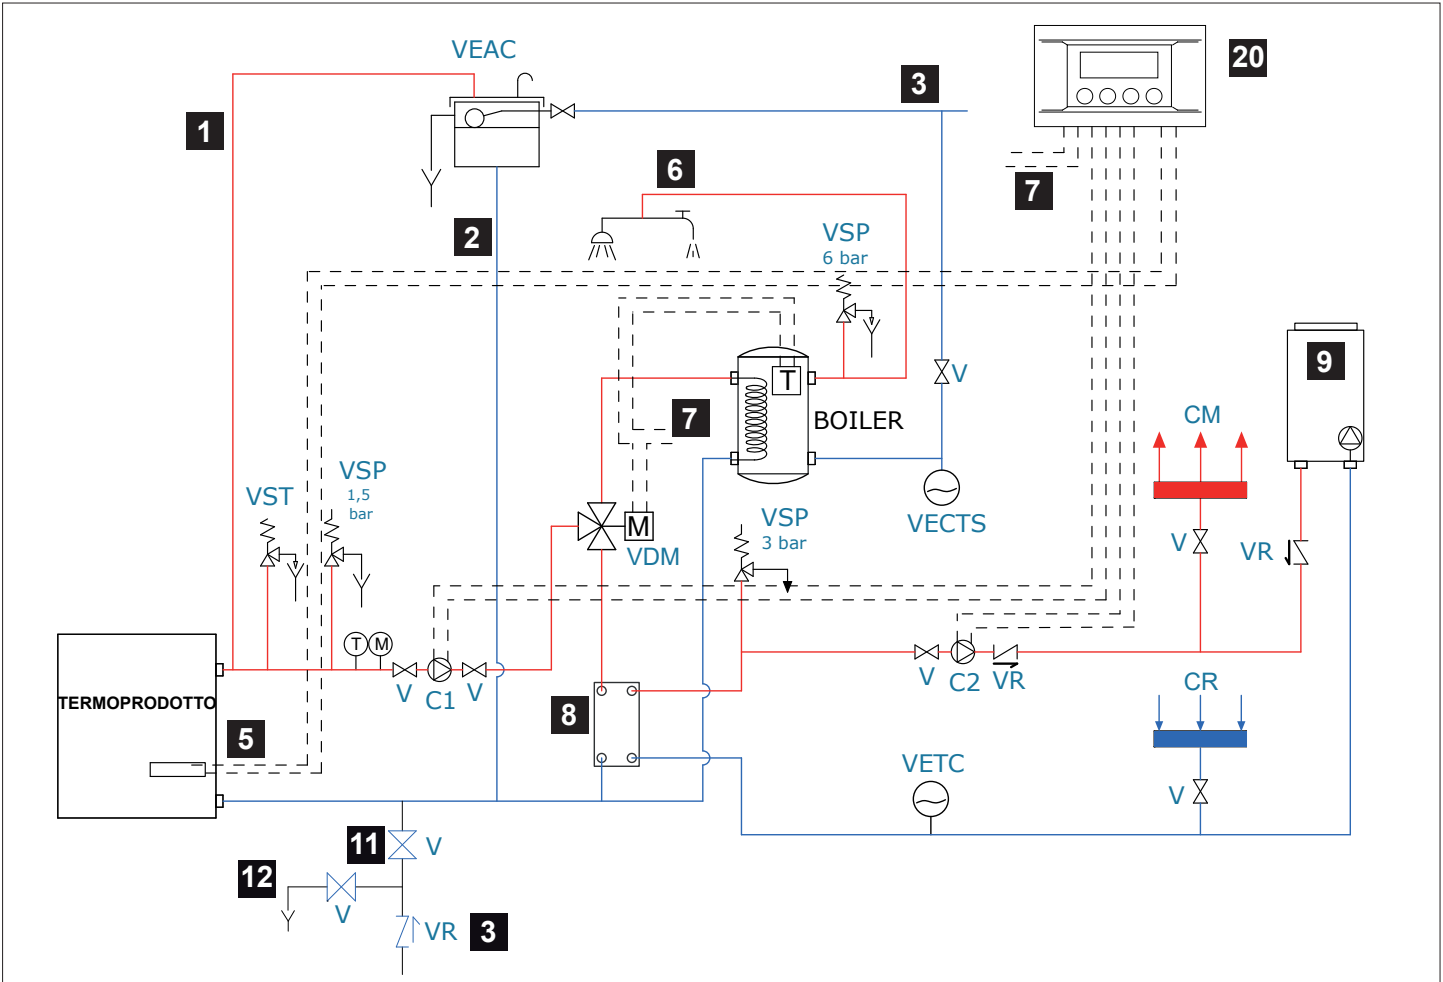 VEAC
20
3
1
6
7
2
VSP
6 bar
9
V
T
CM
7
BOILER
VSP
1,5
bar
VST
VSP
3 bar
VECTS
M
VDM
V
VR
T M
V
C1
V
V
C2
VR
TERMOPRODOTTO
CR
8
5
VETC
V
11
V
12
V
VR
3